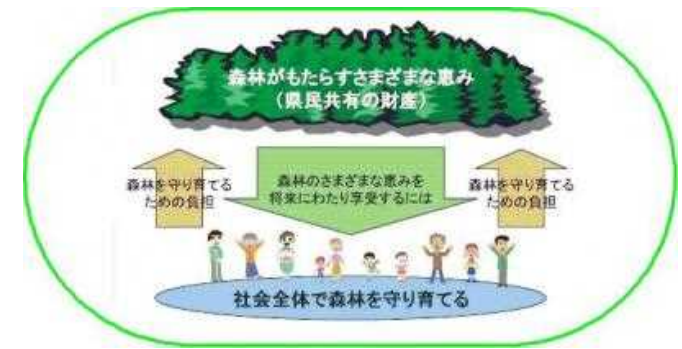 森林がもたらすさまざまな恵み
（県民共有の財産）
森林を守り育てる
ための負担
森林のさまざまな恵みを
将来にわたり享受するには
森林を守り育てる
ための負担
社会全体で森林を守り育てる